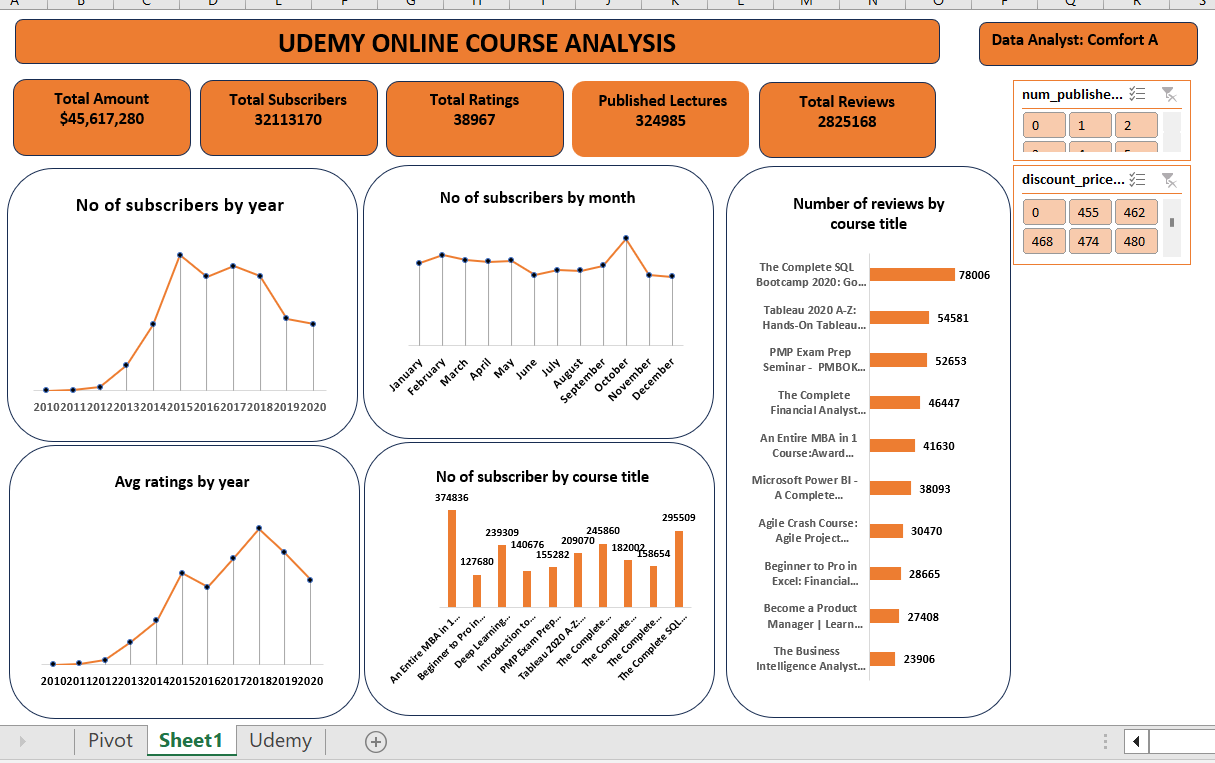 UDEMY ONLINE COURSE ANALYSIS
Data Analyst: Comfort A
Total Amount
$45,617,280
Total Subscribers
32113170
Total Ratings
38967
Published Lectures
324985
Total Reviews
2825168
num_publishe...
0 1 2
discount_price...
0 455 462
468 474 480
No of subscribers by year
2010 2011 2012 2013 2014 2015 2016 2017 2018 2019 2020
No of subscribers by month
January February March April May June July August September October November December
Number of reviews by
course title
The Complete SQL
Bootcamp 2020: Go...
78006
Tableau 2020 A-Z:
Hands-On Tableau...
54581
PMP Exam Prep
Seminar - PMBOK...
52653
The Complete
Financial Analyst...
46447
An Entire MBA in 1
Course:Award...
41630
Microsoft Power BI -
A Complete...
38093
Agile Crash Course:
Agile Project...
30470
Beginner to Pro in
Excel: Financial...
28665
Become a Product
Manager | Learn...
27408
The Business
Intelligence Analyst...
23906
Avg ratings by year
2010 2011 2012 2013 2014 2015 2016 2017 2018 2019 2020
No of subscriber by course title
374836
127680
239309
140676
155282
209070
245860
182002
158654
295509
An Entire MBA in 1...
Beginner to Pro in...
Deep Learning...
Introduction to...
PMP Exam Prep...
Tableau 2020 A-Z:...
The Complete...
The Complete...
The Complete...
The Complete SQL...
Pivot Sheet1 Udemy